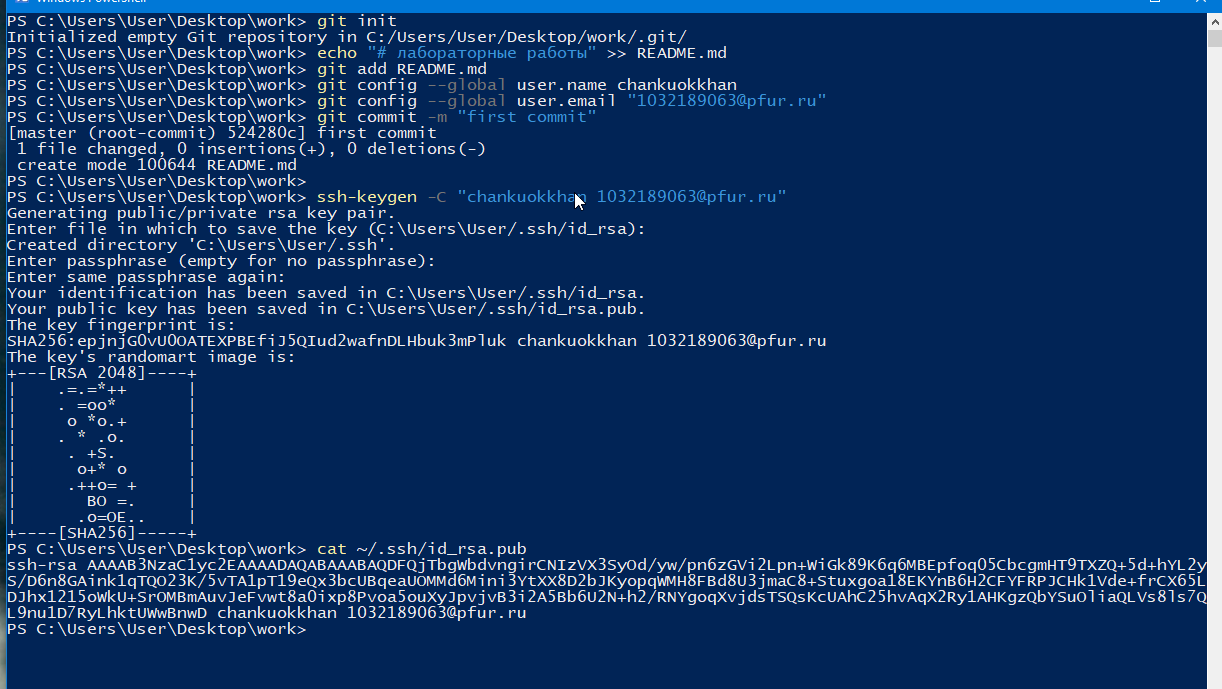 Windows PowerShell
PS C:\Users\User\Desktop\work> git init
Initialized empty Git repository in C:/Users/User/Desktop/work/.git/
PS C:\Users\User\Desktop\work> echo "# лабораторные работы" >> README.md
PS C:\Users\User\Desktop\work> git add README.md
PS C:\Users\User\Desktop\work> git config --global user.name chankuokkhan
PS C:\Users\User\Desktop\work> git config --global user.email "1032189063@pfur.ru"
PS C:\Users\User\Desktop\work> git commit -m "first commit"
[master (root-commit) 524280c] first commit
 1 file changed, 0 insertions(+), 0 deletions(-)
 create mode 100644 README.md
PS C:\Users\User\Desktop\work>
PS C:\Users\User\Desktop\work> ssh-keygen -C "chankuokkhan 1032189063@pfur.ru"
Generating public/private rsa key pair.
Enter file in which to save the key (C:\Users\User/.ssh/id_rsa):
Created directory 'C:\Users\User/.ssh'.
Enter passphrase (empty for no passphrase):
Enter same passphrase again:
Your identification has been saved in C:\Users\User/.ssh/id_rsa.
Your public key has been saved in C:\Users\User/.ssh/id_rsa.pub.
The key fingerprint is:
SHA256:epjnjGOvUOOATEXPBEfiJ5QIud2wafnDLHbuk3mPluk chankuokkhan 1032189063@pfur.ru
The key's randomart image is:
+---[RSA 2048]----+
|    .=.=*++      |
|    . =oo*       |
|     o *o.+      |
|    . * .o.      |
|     . +S.       |
|      o+* o      |
|     .++o= +     |
|       BO =.     |
|      .o=OE..    |
+----[SHA256]-----+
PS C:\Users\User\Desktop\work> cat ~/.ssh/id_rsa.pub
ssh-rsa AAAAB3NzaC1yc2EAAAADAQABAAABAQDFQjTbgWbdvngirCNIzVX3SyOd/yw/pn6zGVi2Lpn+WiGk89K6q6MBEpfoq05CbcgmHT9TXZQ+5d+hYL2y
S/D6n8GAink1qTQO23K/5vTA1pT19eQx3bcUBqeaUOMMd6Mini3YtXX8D2bJKyopqWMH8FBd8U3jmaC8+Stuxgoa18EKYnB6H2CFYFRPJCHk1Vde+frCX65L
DJhx1215oWkU+SrOMBmAuvJeFvwt8a0ixp8Pvoa5ouXyJpvjvB3i2A5Bb6U2N+h2/RNYgoqXvjdsTSQsKcUAhC25hvAqX2Ry1AHKgzQbYSuOliaQLVs8ls7Q
L9nu1D7RyLhktUWwBnwD chankuokkhan 1032189063@pfur.ru
PS C:\Users\User\Desktop\work>